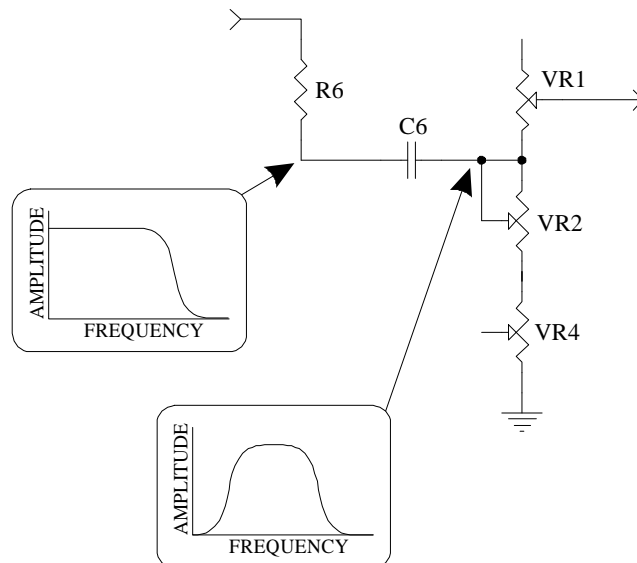 VR1
R6
C6
VR2
AMPLITUDE
FREQUENCY
VR4
AMPLITUDE
FREQUENCY